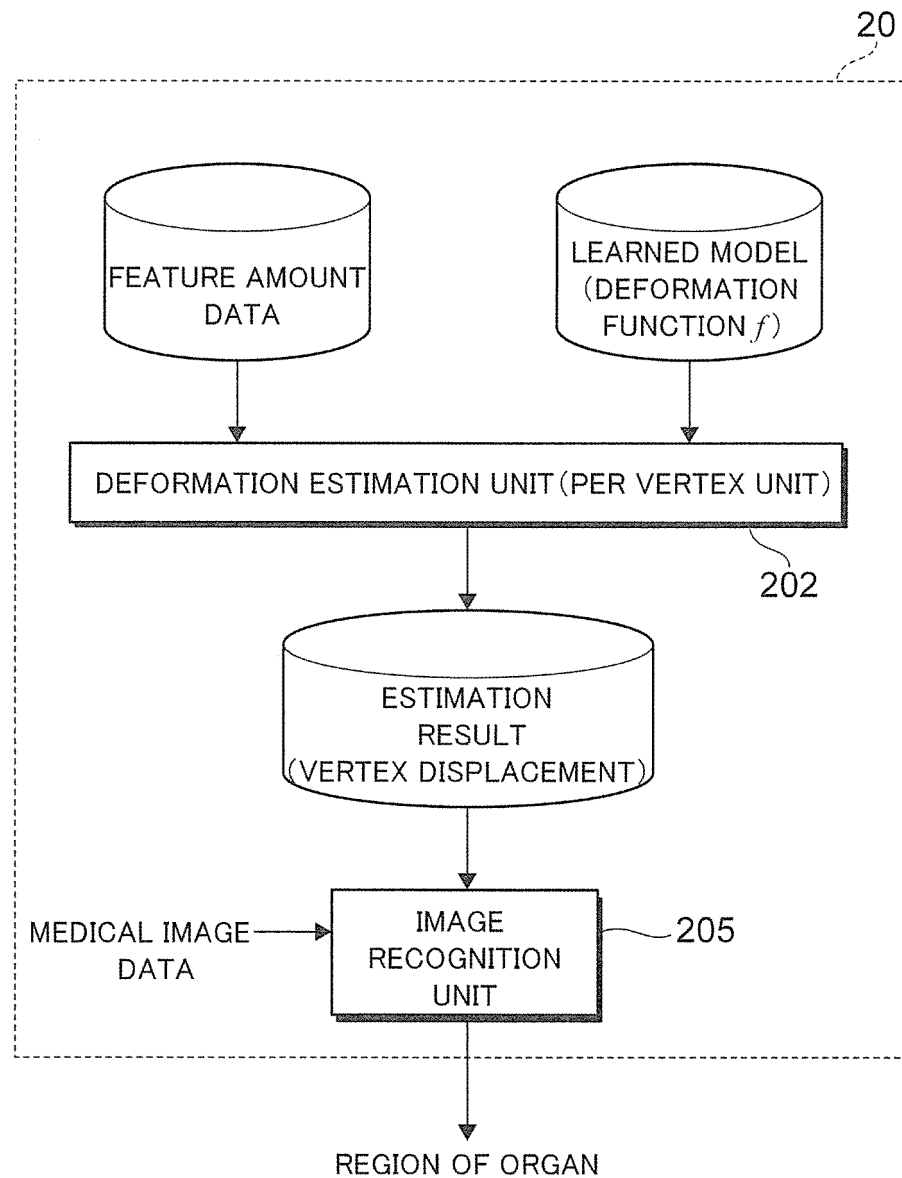 20
FEATURE AMOUNT
DATA
LEARNED MODEL
(DEFORMATION
FUNCTION f)
DEFORMATION ESTIMATION UNIT (PER VERTEX UNIT)
202
ESTIMATION
RESULT
(VERTEX DISPLACEMENT)
MEDICAL IMAGE
DATA
IMAGE
RECOGNITION
UNIT
205
REGION OF ORGAN